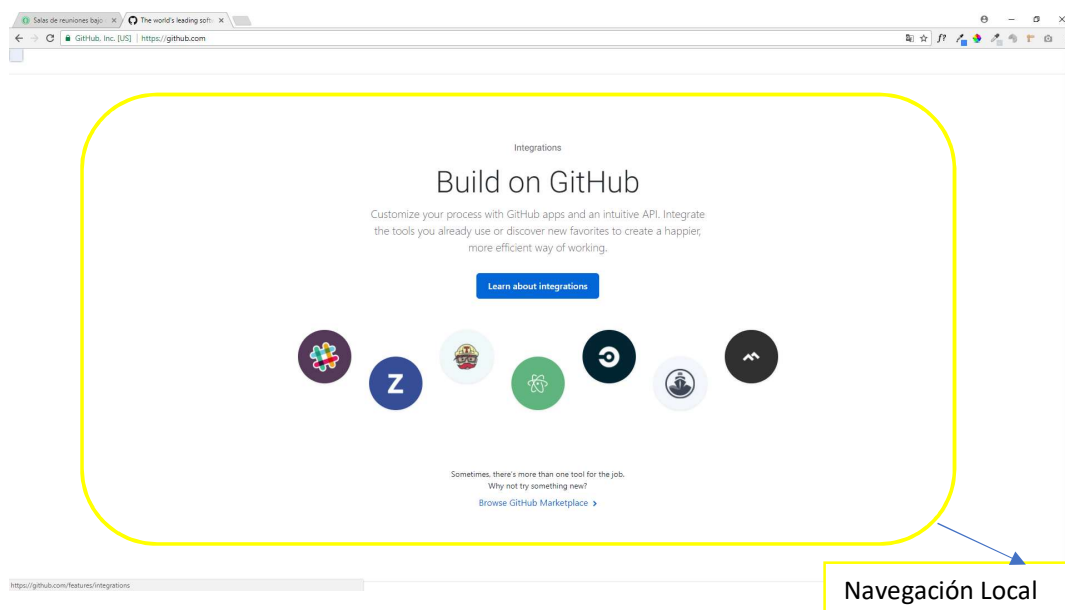 Salas de reuniones bajo
The world's leading soft
GitHub, Inc. [US] | https://github.com
f?
Integrations
Build on GitHub
Customize your process with GitHub apps and an intuitive API. Integrate
the tools you already use or discover new favorites to create a happier,
more efficient way of working.
Learn about integrations
Z
Sometimes, there's more than one tool for the job.
Why not try something new?
Browse GitHub Marketplace
https://github.com/features/integrations
Navegación Local